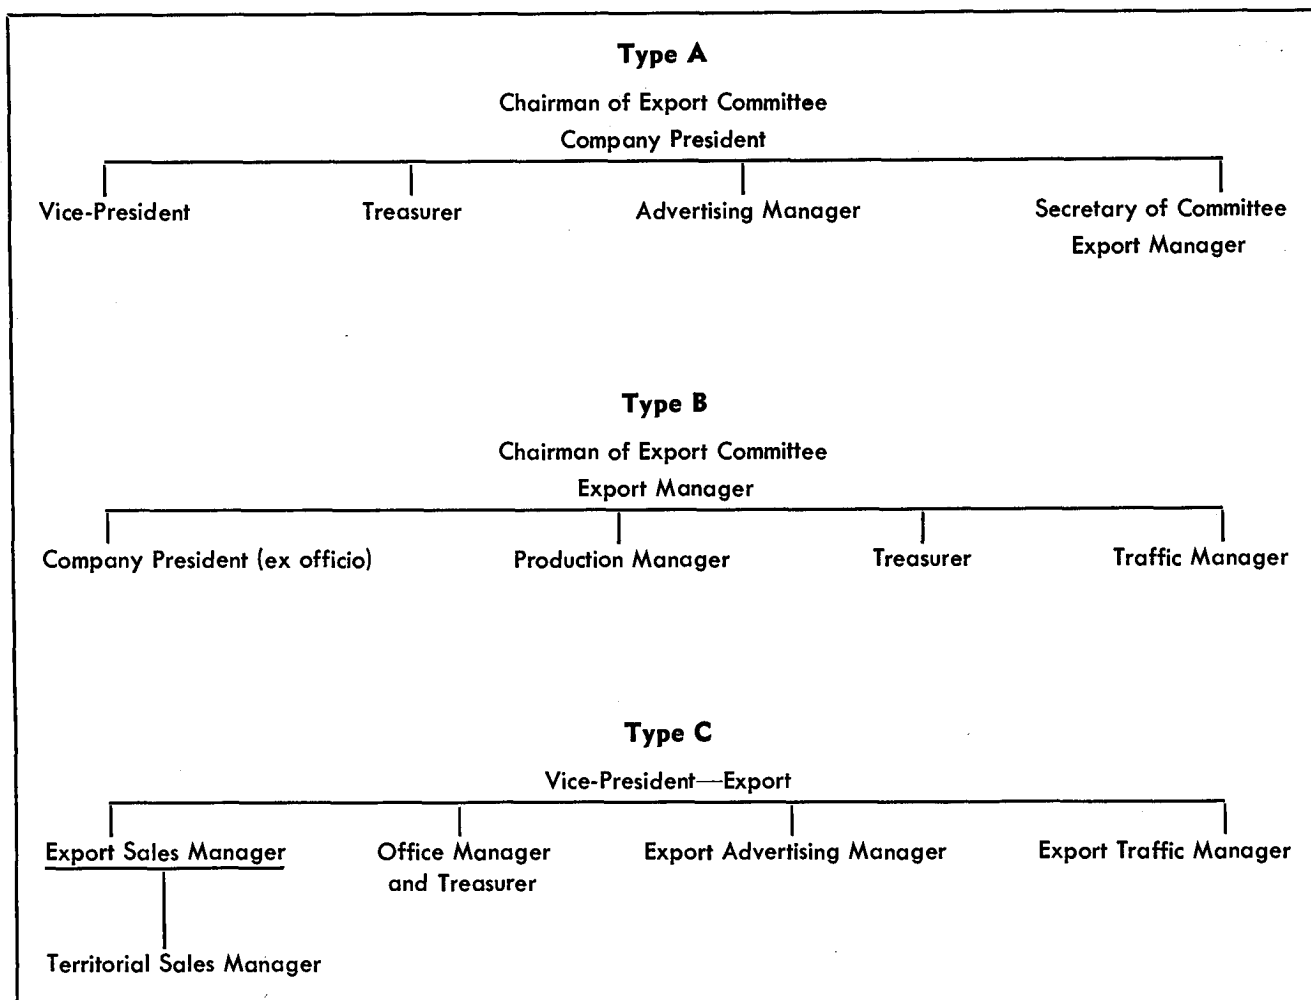 Type A
Chairman of Export Committee
Company President
Vice-President Treasurer Advertising Manager Secretary of Committee
Export Manager
Type B
Chairman of Export Committee
Export Manager
Company President (ex officio) Production Manager Treasurer Traffic Manager
Type C
Vice-President—Export
Export Sales Manager Office Manager Export Advertising Manager Export Traffic Manager
and Treasurer
Territorial Sales Manager